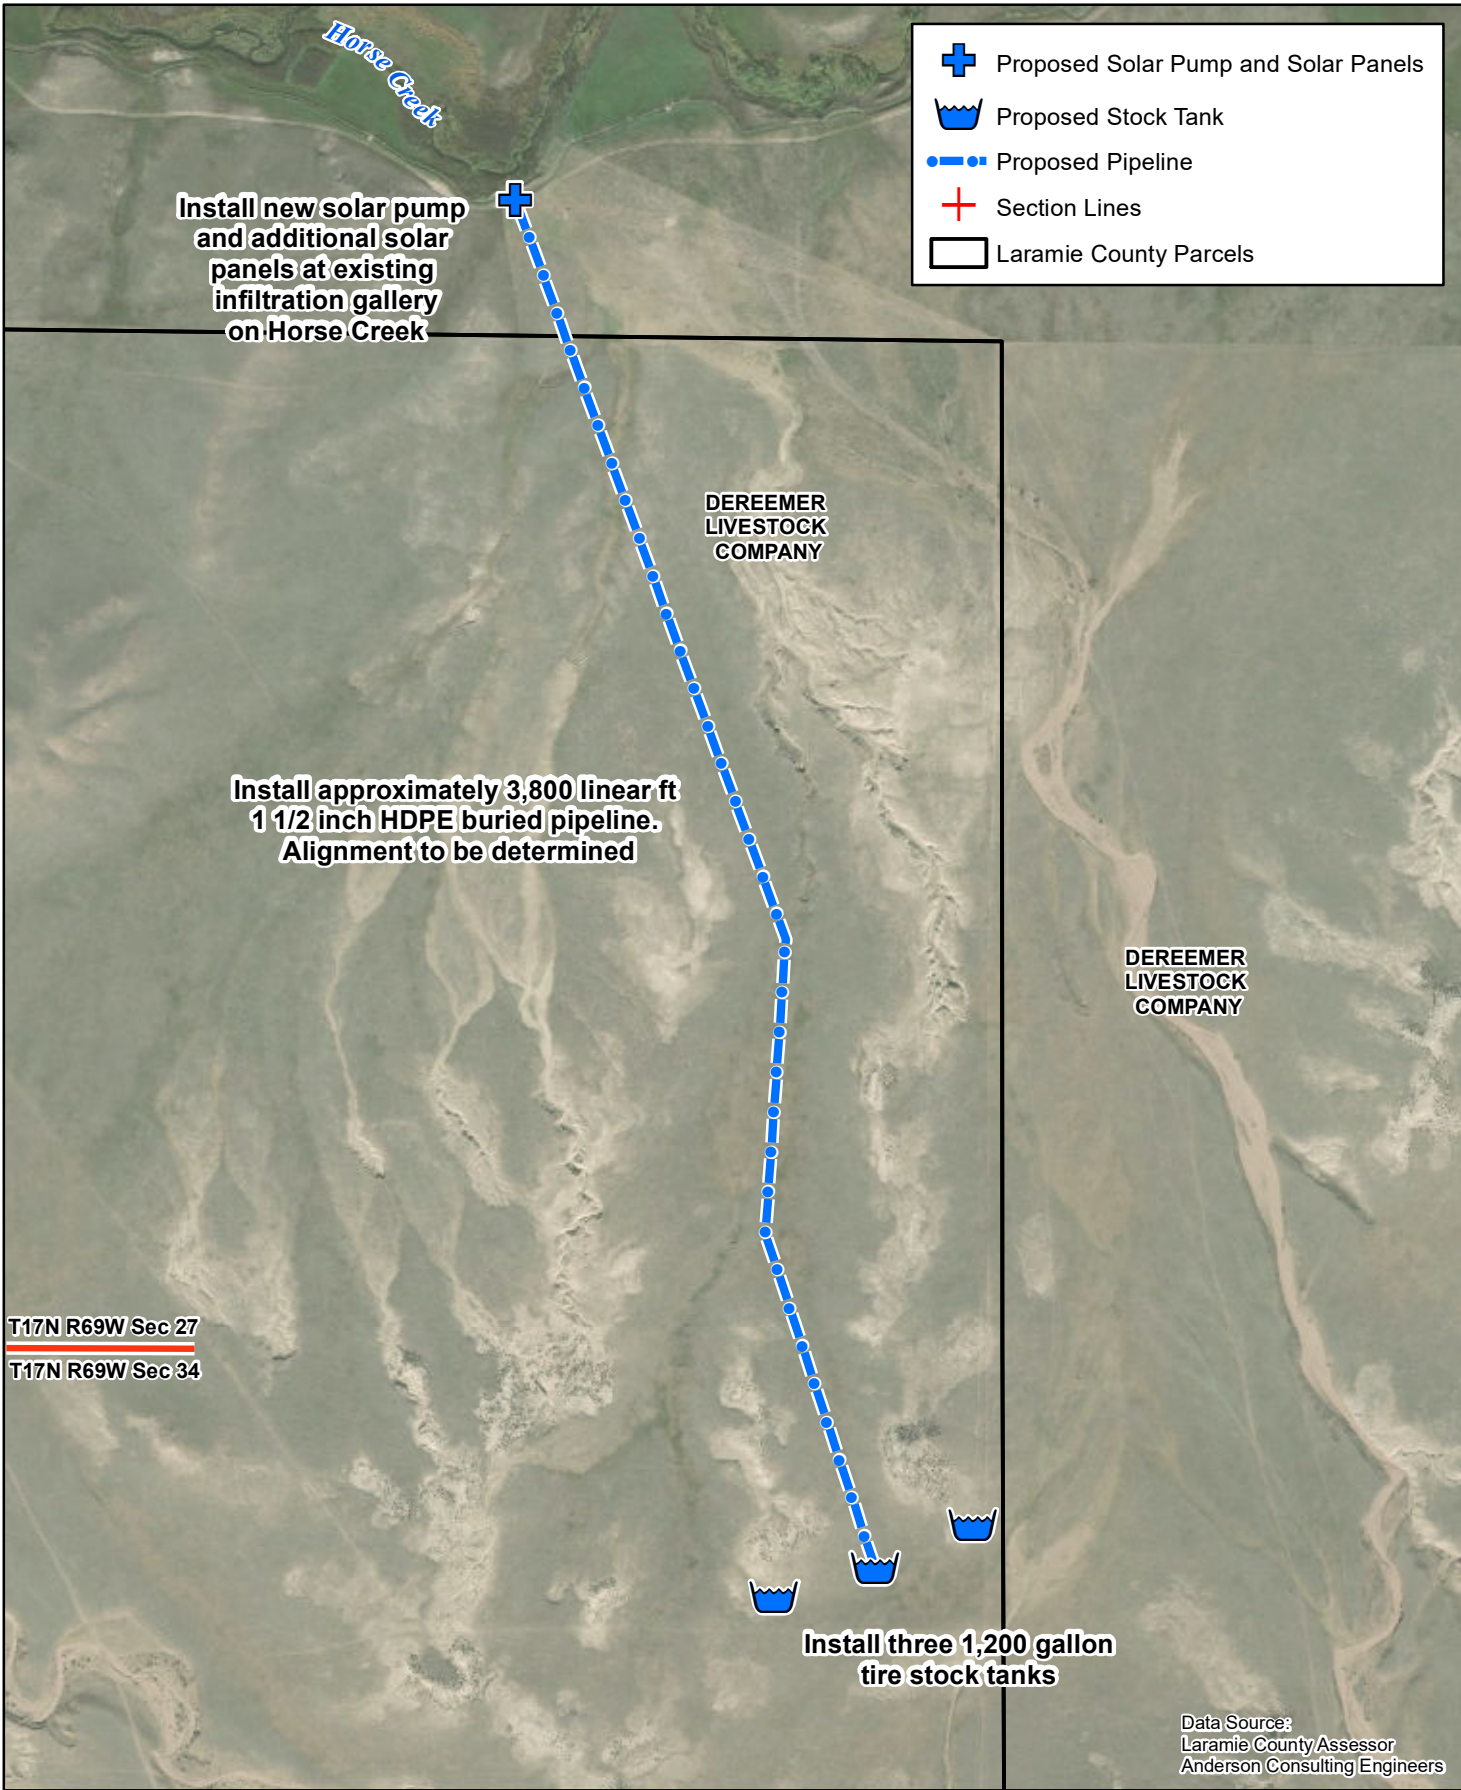 Horse Creek
Proposed Solar Pump and Solar Panels
Proposed Stock Tank
Proposed Pipeline
Section Lines
Laramie County Parcels
Install new solar pump
and additional solar
panels at existing
infiltration gallery
on Horse Creek
DEREEMER
LIVESTOCK
COMPANY
Install approximately 3,800 linear ft
1 1/2 inch HDPE buried pipeline.
Alignment to be determined
DEREEMER
LIVESTOCK
COMPANY
T17N R69W Sec 27
T17N R69W Sec 34
Install three 1,200 gallon
tire stock tanks
Data Source:
Laramie County Assessor
Anderson Consulting Engineers